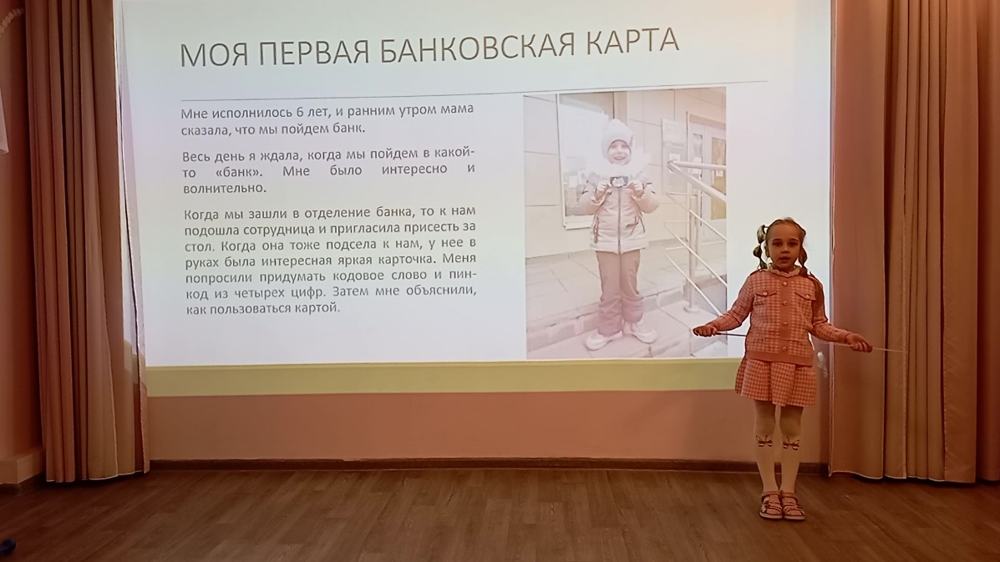 МОЯ ПЕРВАЯ БАНКОВСКАЯ КАРТА
Мне исполнилось 6 лет, и ранним утром мама
сказала, что мы пойдем банк.
Весь день я ждала, когда мы пойдем в какой-
то «банк». Мне было интересно и
волнительно.
Когда мы зашли в отделение банка, то к нам
подошла сотрудница и пригласила присесть за
стол. Когда она тоже подсела к нам, у нее в
руках была интересная яркая карточка. Меня
попросили придумать кодовое слово и пин-
код из четырех цифр. Затем мне объяснили,
как пользоваться картой.